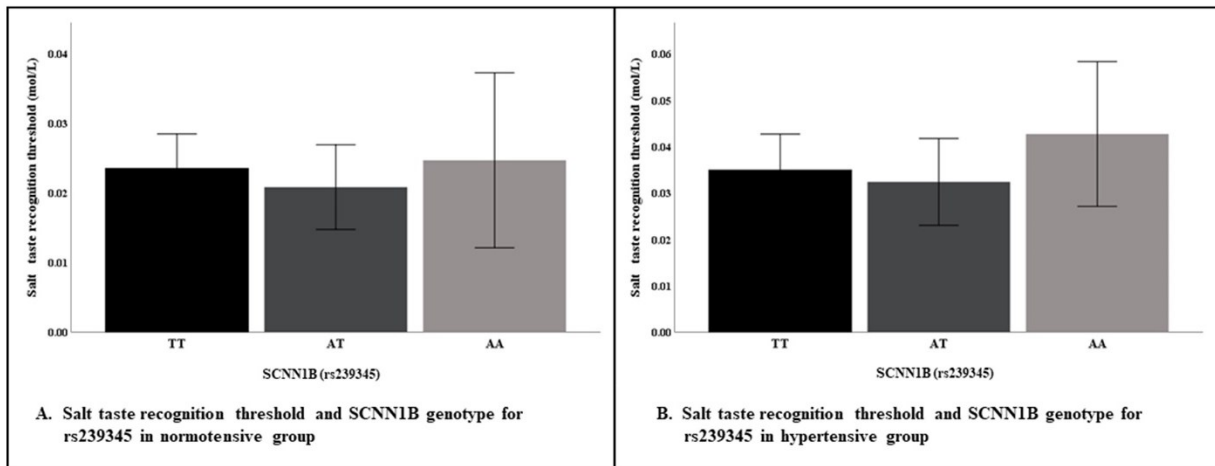 0.04
0.03
0.02
0.01
0.00
Salt taste recognition threshold (mol/L)
TT AT AA
SCNN1B (rs239345)
A. Salt taste recognition threshold and SCNN1B genotype for
rs239345 in normotensive group
0.06
0.05
0.04
0.03
0.02
0.01
0.00
Salt taste recognition threshold (mol/L)
TT AT AA
SCNN1B (rs239345)
B. Salt taste recognition threshold and SCNN1B genotype for
rs239345 in hypertensive group